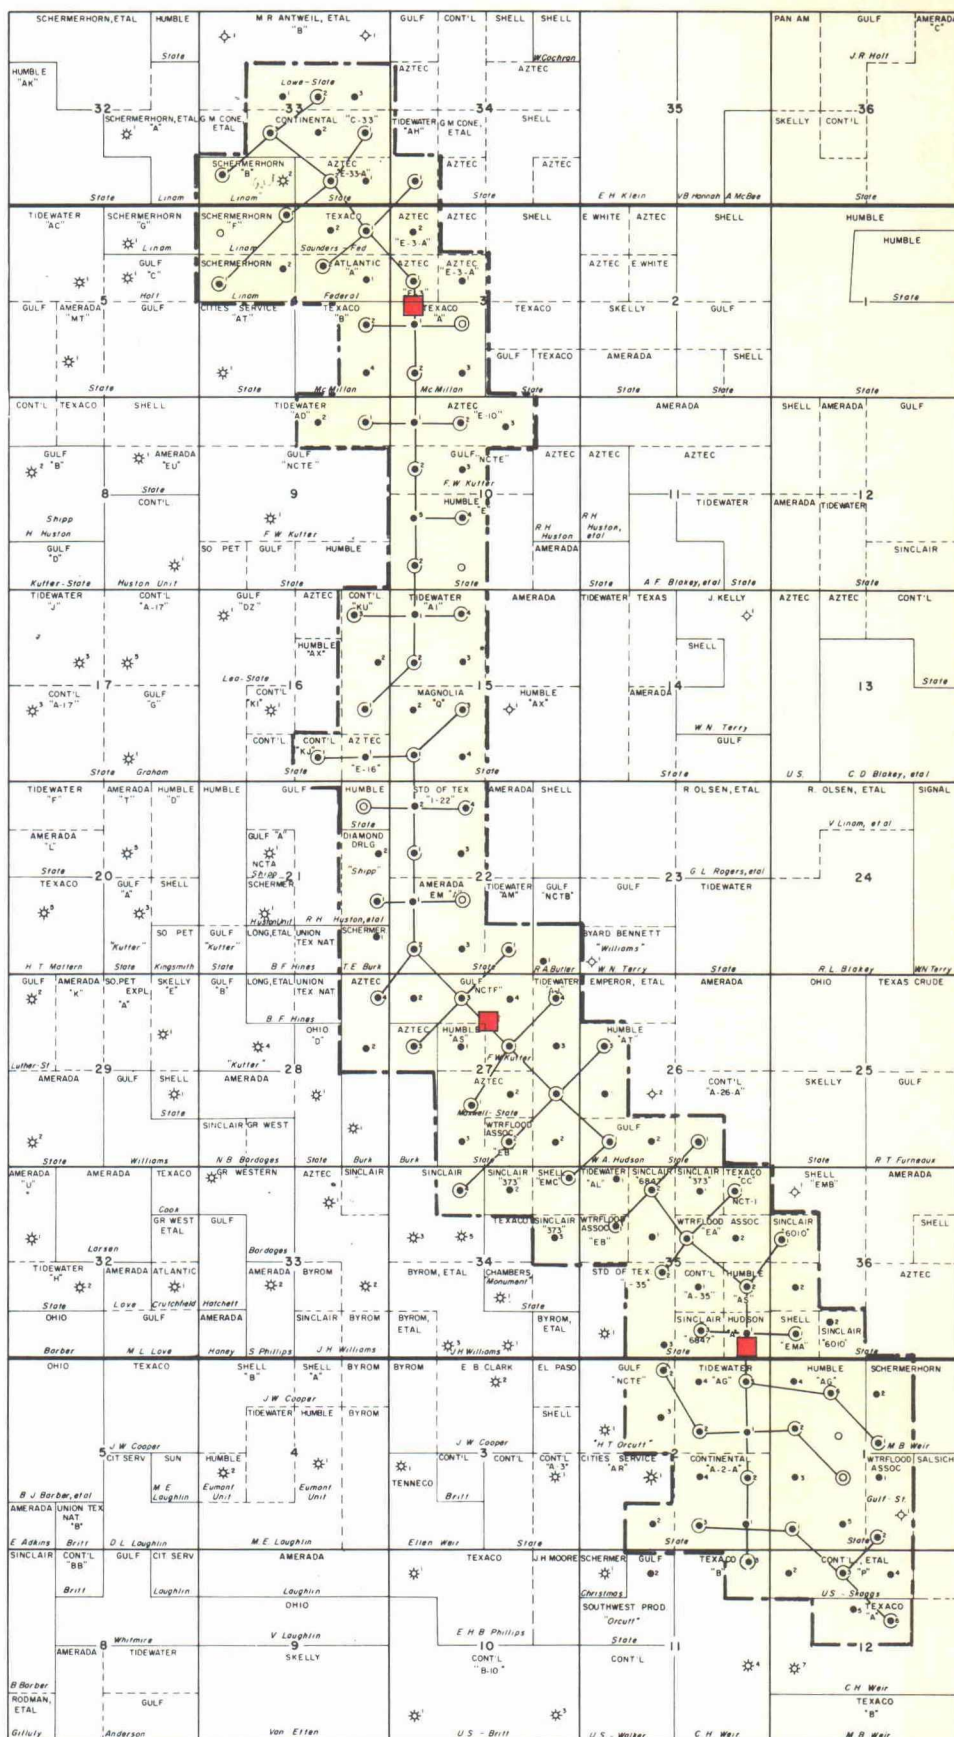 SCHERMERHORN, ETAL HUMBLE M R ANTWEIL, ETAL GULF CONT'L SHELL SHELL PAN AM GULF AMERADA
"B" "C"
State W.Cochran J.R. Holt
HUMBLE AZTEC AZTEC
"AK" Lowe-State
32 33 34 35 36
SCHERMERHORN, ETAL G M CONE, CONTINENTAL "C-33" TIDEWATER G M CONE, SHELL SKELLY CONT'L
"A" ETAL "AH" ETAL
SCHERMERHORN AZTEC AZTEC AZTEC
"B" "E-33-A"
State Linam Linam State State E H Klein V B Hannah A McBee State
TIDEWATER SCHERMERHORN SCHERMERHORN TEXACO AZTEC AZTEC SHELL E WHITE AZTEC SHELL HUMBLE
"AC" "G" "F" HUMBLE
Linam Linam Saunders-Fed "E-3-A"
GULF SCHERMERHORN ATLANTIC AZTEC AZTEC AZTEC E WHITE
"C" "A" "E-3-A"
Holt Linam Federal State
5 4 3 2 1
GULF AMERADA GULF CITIES SERVICE TEXACO TEXACO TEXACO SKELLY GULF
"MT" "AT" "B" "A"
GULF TEXACO AMERADA SHELL
State State McMillan McMillan State State State
CONT'L TEXACO SHELL TIDEWATER AZTEC AMERADA SHELL AMERADA GULF
"AD" "E-10"
GULF AMERADA GULF GULF AZTEC AZTEC AZTEC
"B" "EU" "NCTE" "NCTE"
State F.W. Kutter
8 9 10 11 12
CONT'L HUMBLE TIDEWATER AMERADA TIDEWATER
"E"
Shipp
H Huston F W Kutter R H Huston R H Huston, etal
GULF SO PET GULF HUMBLE AMERADA SINCLAIR
"D"
Kutter-State Huston Unit State State State A F Blakey, etal State
TIDEWATER CONT'L GULF AZTEC CONT'L TIDEWATER AMERADA TIDEWATER TEXAS J. KELLY AZTEC AZTEC CONT'L
"J" "A-17" "DZ" "KU" "A1"
HUMBLE SHELL
"AX"
Lea-State State
17 16 15 14 13
CONT'L GULF CONT'L MAGNOLIA HUMBLE AMERADA
"A-17" "G" "K1" "Q" "AX"
W.N. Terry
CONT'L CONT'L AZTEC GULF
"KJ" "E-16"
State Graham State State State U.S. C D Blakey, etal
TIDEWATER AMERADA HUMBLE HUMBLE GULF HUMBLE STD OF TEX AMERADA SHELL R OLSEN, ETAL R. OLSEN, ETAL SIGNAL
"F" "T" "D" "1-22"
State V Linam, et al
AMERADA GULF "A" DIAMOND
"L" DRLG
State NCTA Shipp "Shipp"
20 21 22 23 24
G L Rogers, etal
TEXACO GULF SHELL SCHERMER AMERADA TIDEWATER GULF GULF TIDEWATER
"A" EM "AM" "NCTB"
Huston Unit R H Huston, etal
SO PET GULF LONG, ETAL UNION SCHERMER BYARD BENNETT
"Kutter" "Kutter" TEX NAT. "Williams"
H T Mattern State Kingsmith State B F Hines T.E. Burk State R A Butler W.N. Terry State R.L. Blakey WN Terry
GULF AMERADA SO.PET SKELLY GULF LONG, ETAL UNION AZTEC GULF TIDEWATER EMPEROR, ETAL AMERADA OHIO TEXAS CRUDE
"K" EXPL "E" "B" TEX NAT NCTF "AJ"
"A" B F Hines
OHIO AZTEC HUMBLE HUMBLE
"D" "AS" "AT"
Luther-St "Kutter" F W Kutter
29 28 27 26 25
AMERADA GULF SHELL AMERADA AZTEC CONT'L SKELLY GULF
"A-26-A"
State Maxwell-State
SINCLAIR GR WEST WTRFLOOD GULF
ASSOC
"EB"
State Williams N B Bordages State Burk Burk State W.A. Hudson State State R T Furneaux
AMERADA AMERADA TEXACO GR WESTERN AZTEC SINCLAIR SINCLAIR SINCLAIR SHELL TIDEWATER SINCLAIR SINCLAIR TEXACO SHELL AMERADA
"U" "373" EMC "AL" "6847" "373" "CC" "EMB"
Cook NCT-1
GR WEST GULF TEXACO SINCLAIR WTRFLOOD WTRFLOOD ASSOC SINCLAIR SHELL
ETAL "373" ASSOC "EA" "6010"
Larsen Bordages "EB"
32 33 34 35 36
TIDEWATER AMERADA ATLANTIC AMERADA BYROM BYROM, ETAL CHAMBERS STD OF TEX CONT'L HUMBLE AZTEC
"H" "Monument" "A-35" "AS"
State Love Crutchfield Hatchett State
OHIO GULF AMERADA SINCLAIR BYROM BYROM, BYROM, SINCLAIR HUDSON SHELL SINCLAIR
ETAL ETAL "6847" "A" "EMA" "6010"
Barber M L Love Haney S Phillips J H Williams J H Williams State State State
OHIO TEXACO SHELL SHELL BYROM BYROM E B CLARK EL PASO GULF TIDEWATER HUMBLE SCHERMERHORN
"B" "A" "NCTE" "AG" "AG"
J W Cooper
TIDEWATER HUMBLE BYROM SHELL
J W Cooper J W Cooper "H T Orcutt" M B Weir
5 4 3 2
CIT SERV SUN HUMBLE CONT'L CONT'L CONT'L CITIES SERVICE CONTINENTAL WTRFLOOD SALSICH
TENNECO "A-3" "AR" "A-2-A" ASSOC
B J Barber, etal M E Laughlin Eumont Unit Eumont Unit Britt Gulf-St.
AMERADA UNION TEX
NAT.
"B"
E Adkins Britt D L Laughlin M.E. Laughlin Ellen Weir State State State
SINCLAIR CONT'L GULF CIT SERV AMERADA TEXACO J H MOORE SCHERMER GULF TEXACO CONT'L, ETAL
"BB" "B" "P"
Britt Laughlin Laughlin Christmas U S - Skaggs
OHIO SOUTHWEST PROD TEXACO
"Orcutt" "A"
Whitmire V Laughlin E H B Phillips State
8 9 10 11 12
AMERADA TIDEWATER SKELLY CONT'L CONT'L
"B-10"
B Barber C H Weir
RODMAN, GULF TEXACO
ETAL "B"
Gilluly Anderson Van Etten U S - Britt U S - Walker C H Weir M B Weir